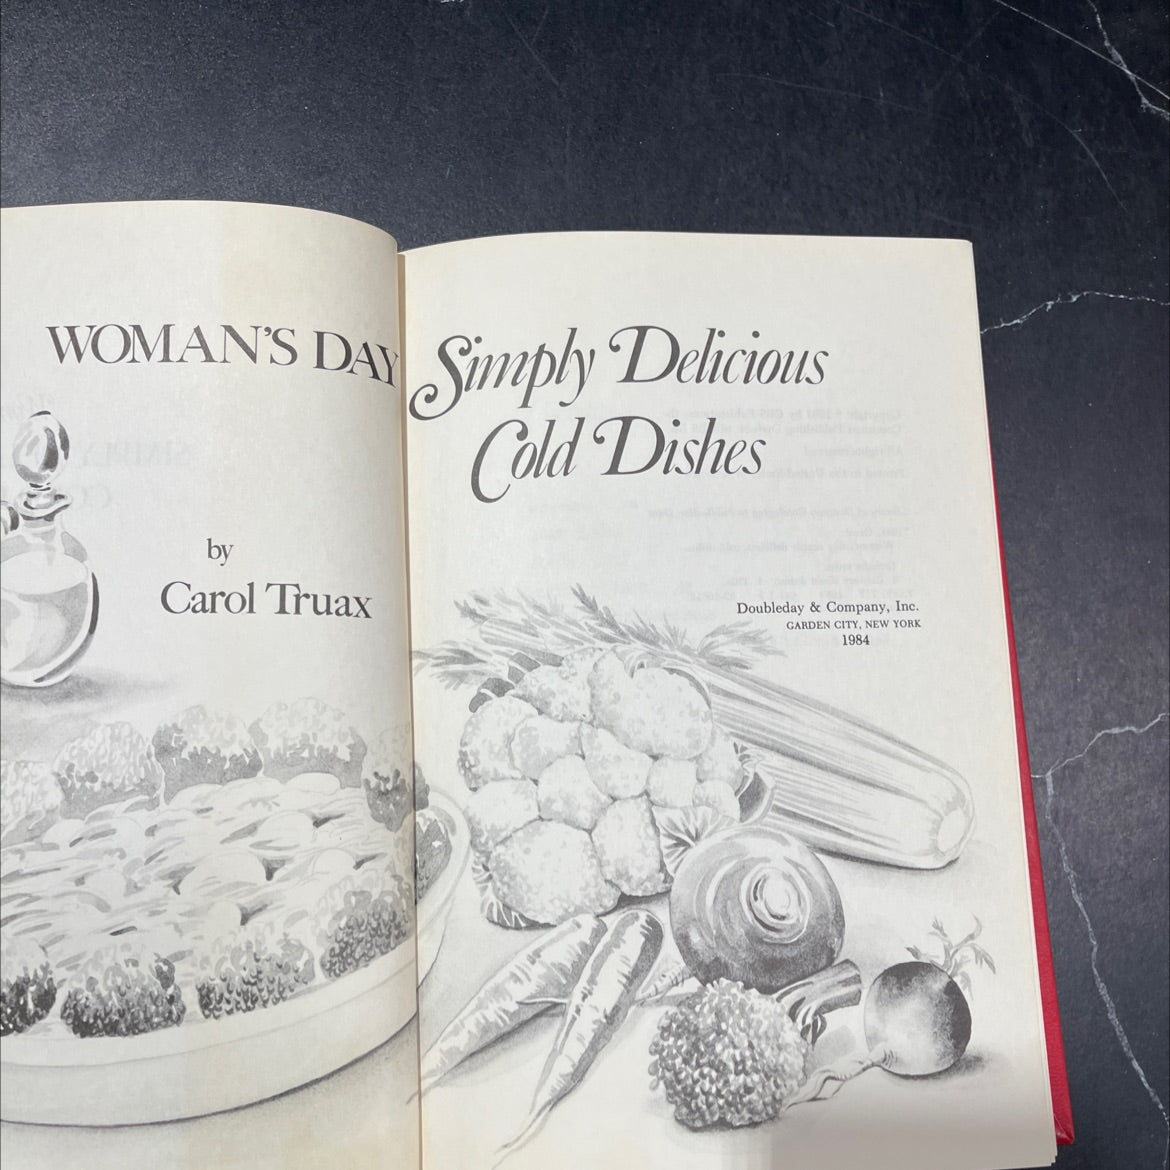 WOMAN'S DAY
Simply Delicious
Cold Dishes
by
Carol Truax
Doubleday & Company, Inc.
GARDEN CITY, NEW YORK
1984